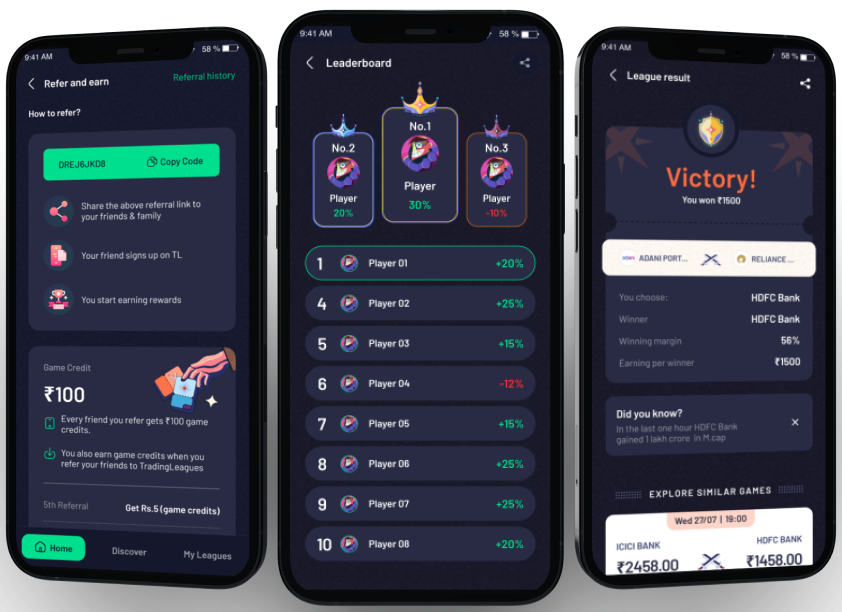 9:41 AM
58 %
Refer and earn
Referral history
How to refer?
DREJ6JKD8
Copy Code
Share the above referral link to
your friends & family
Your friend signs up on TL
You start earning rewards
Game Credit
₹100
Every friend you refer gets ₹100 game
credits.
You also earn game credits when you
refer your friends to TradingLeagues
5th Referral
Get Rs.5 (game credits)
Home
Discover
My Leagues
9:41 AM
58 %
Leaderboard
No.2
Player
20%
No.1
Player
30%
No.3
Player
-10%
1 Player 01 +20%
4 Player 02 +25%
5 Player 03 +15%
6 Player 04 -12%
7 Player 05 +15%
8 Player 06 +25%
9 Player 07 +25%
10 Player 08 +20%
9:41 AM
58 %
League result
Victory!
You won ₹1500
ADANI PORT...
RELIANCE ...
You choose: HDFC Bank
Winner HDFC Bank
Winning margin 56%
Earning per winner ₹1500
Did you know?
In the last one hour HDFC Bank
gained 1 lakh crore in M.cap
EXPLORE SIMILAR GAMES
Wed 27/07 | 19:00
ICICI BANK
HDFC BANK
₹2458.00
₹1458.00